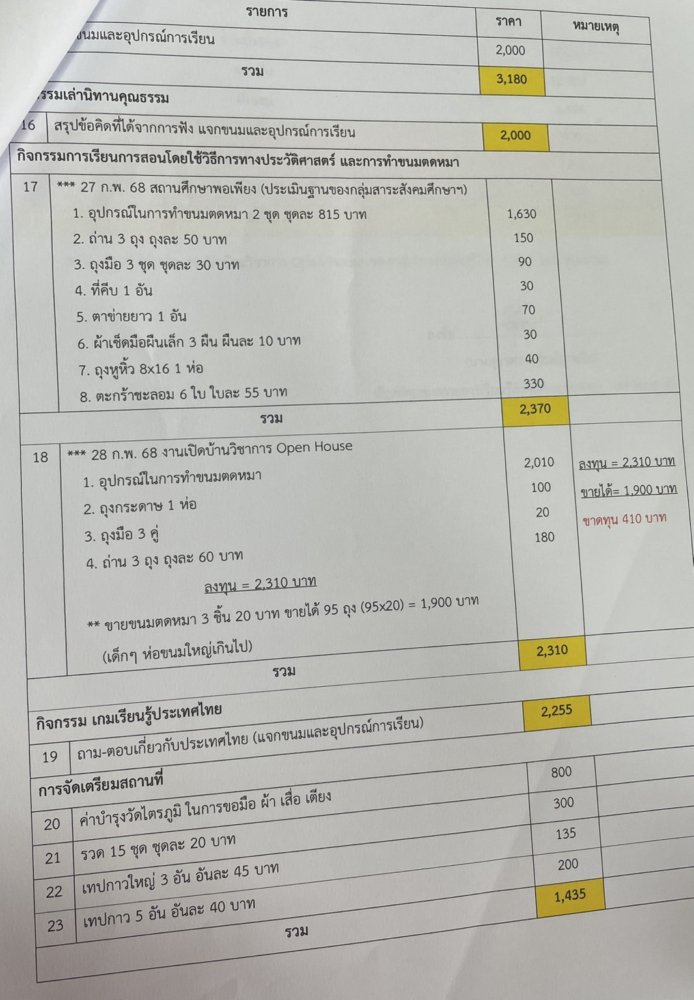 รายการ ราคา หมายเหตุ
ขนมและอุปกรณ์การเรียน 2,000
รวม 3,180
รรมเล่านิทานคุณธรรม
16 สรุปข้อคิดที่ได้จากการฟัง แจกขนมและอุปกรณ์การเรียน 2,000
กิจกรรมการเรียนการสอนโดยใช้วิธีการทางประวัติศาสตร์ และการทำขนมตดหมา
17 *** 27 ก.พ. 68 สถานศึกษาพอเพียง (ประเมินฐานของกลุ่มสาระสังคมศึกษาฯ)
1. อุปกรณ์ในการทำขนมตดหมา 2 ชุด ชุดละ 815 บาท 1,630
2. ถ่าน 3 ถุง ถุงละ 50 บาท 150
3. ถุงมือ 3 ชุด ชุดละ 30 บาท 90
4. ที่คีบ 1 อัน 30
5. ตาข่ายยาว 1 อัน 70
6. ผ้าเช็ดมือผืนเล็ก 3 ผืน ผืนละ 10 บาท 30
7. ถุงหูหิ้ว 8x16 1 ห่อ 40
8. ตะกร้าชะลอม 6 ใบ ใบละ 55 บาท 330
รวม 2,370
18 *** 28 ก.พ. 68 งานเปิดบ้านวิชาการ Open House
1. อุปกรณ์ในการทำขนมตดหมา 2,010 ลงทุน = 2,310 บาท
2. ถุงกระดาษ 1 ห่อ 100 ขายได้= 1,900 บาท
3. ถุงมือ 3 คู่ 20 ขาดทุน 410 บาท
4. ถ่าน 3 ถุง ถุงละ 60 บาท 180
ลงทุน = 2,310 บาท
** ขายขนมตดหมา 3 ชิ้น 20 บาท ขายได้ 95 ถุง (95x20) = 1,900 บาท
(เด็กๆ ห่อขนมใหญ่เกินไป)
รวม 2,310
กิจกรรม เกมเรียนรู้ประเทศไทย
19 ถาม-ตอบเกี่ยวกับประเทศไทย (แจกขนมและอุปกรณ์การเรียน) 2,255
การจัดเตรียมสถานที่
20 ค่าบำรุงวัดไตรภูมิ ในการขอมือ ผ้า เสื่อ เตียง 800
21 รวด 15 ชุด ชุดละ 20 บาท 300
22 เทปกาวใหญ่ 3 อัน อันละ 45 บาท 135
23 เทปกาว 5 อัน อันละ 40 บาท 200
รวม 1,435